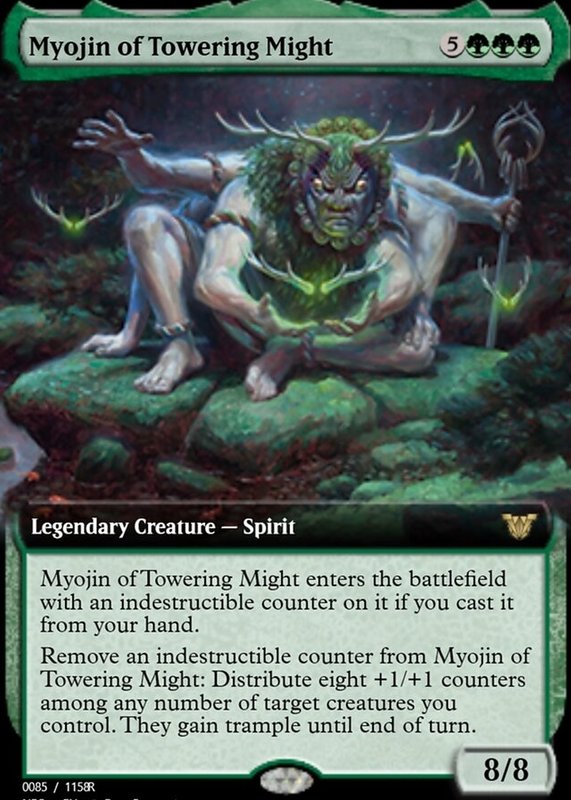 Myojin of Towering Might 5
Legendary Creature — Spirit
Myojin of Towering Might enters the battlefield
with an indestructible counter on it if you cast it
from your hand.
Remove an indestructible counter from Myojin of
Towering Might: Distribute eight +1/+1 counters
among any number of target creatures you
control. They gain trample until end of turn.
8/8
0085 / 1158R